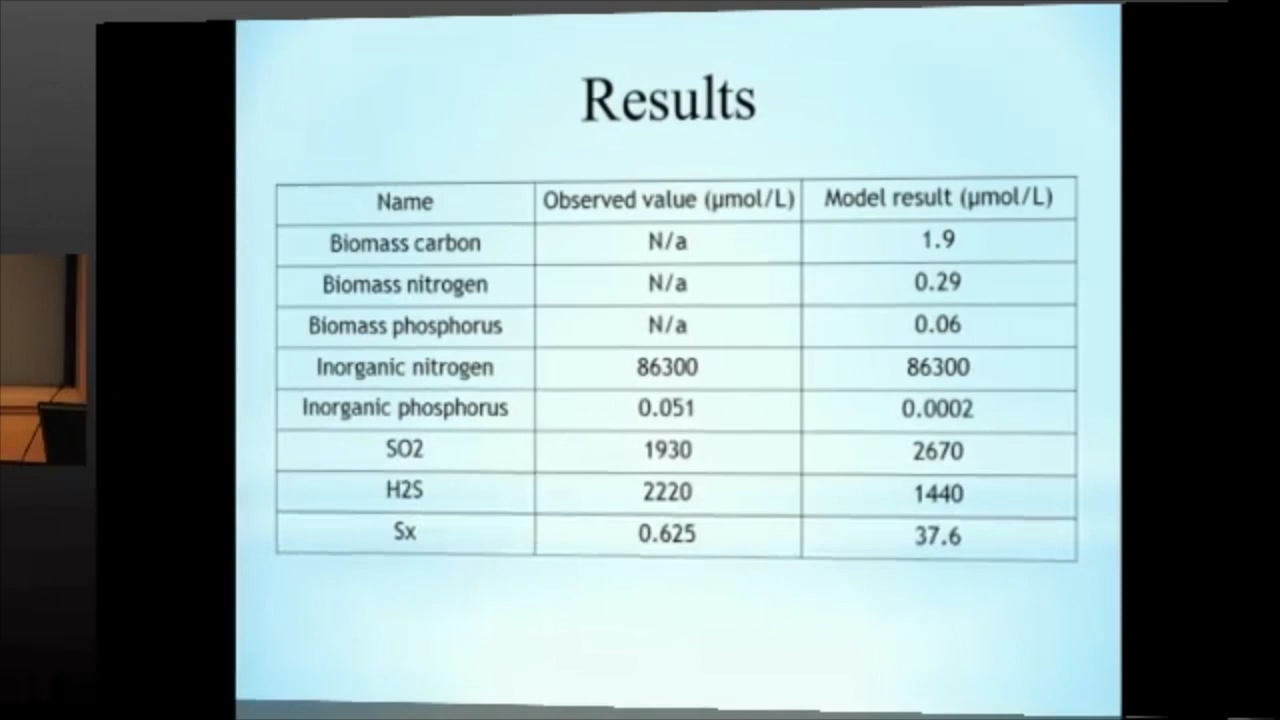 Results
Name Observed value (µmol/L) Model result (µmol/L)
Biomass carbon N/a 1.9
Biomass nitrogen N/a 0.29
Biomass phosphorus N/a 0.06
Inorganic nitrogen 86300 86300
Inorganic phosphorus 0.051 0.0002
SO2 1930 2670
H2S 2220 1440
Sx 0.625 37.6